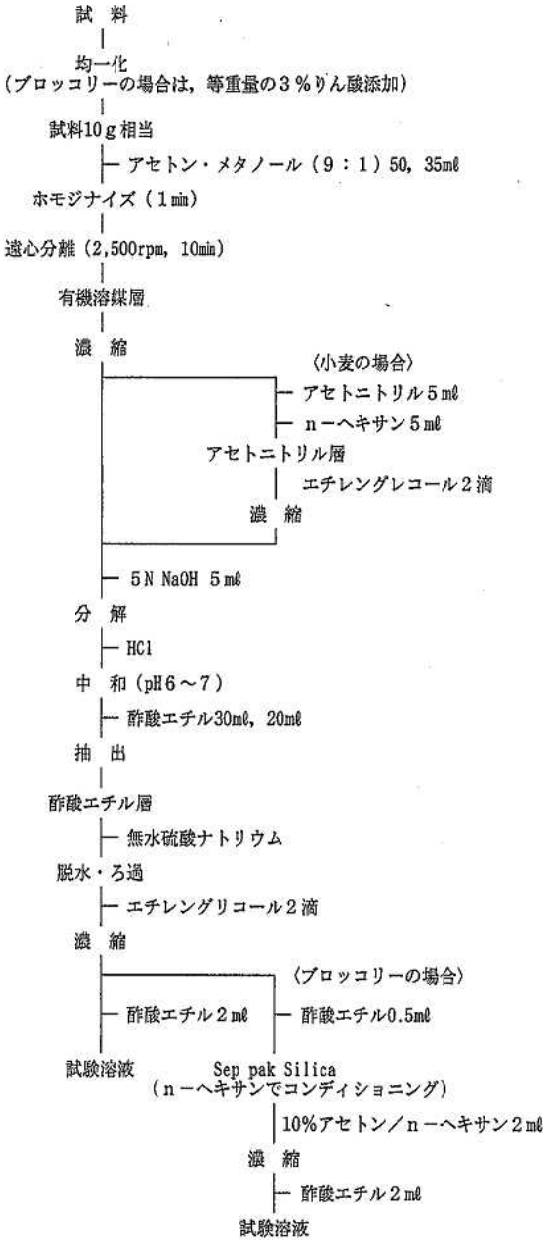 試 料
均一化
(ブロッコリーの場合は，等重量の3％りん酸添加)
試料10g相当
アセトン・メタノール(9：1)50，35mℓ
ホモジナイズ(1min)
遠心分離(2,500rpm，10min)
有機溶媒層
濃 縮
〈小麦の場合〉
アセトニトリル5mℓ
n－ヘキサン5mℓ
アセトニトリル層
エチレングレコール2滴
濃 縮
5N NaOH 5mℓ
分 解
HCl
中 和(pH6～7)
酢酸エチル30mℓ，20mℓ
抽 出
酢酸エチル層
無水硫酸ナトリウム
脱水・ろ過
エチレングリコール2滴
濃 縮
〈ブロッコリーの場合〉
酢酸エチル2mℓ
酢酸エチル0.5mℓ
試験溶液
Sep pak Silica
(n－ヘキサンでコンディショニング)
10％アセトン／n－ヘキサン2mℓ
濃 縮
酢酸エチル2mℓ
試験溶液